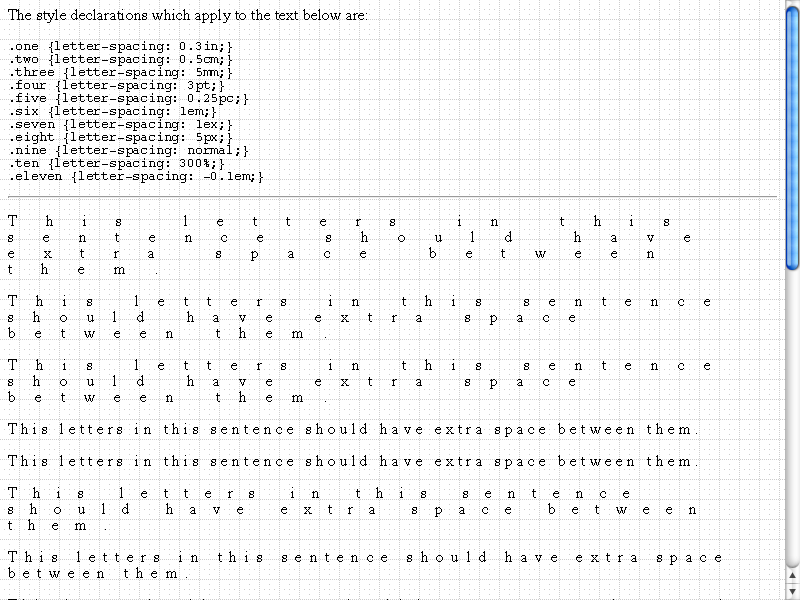 The style declarations which apply to the text below are:
.one {letter-spacing: 0.3in;}
.two {letter-spacing: 0.5cm;}
.three {letter-spacing: 5mm;}
.four {letter-spacing: 3pt;}
.five {letter-spacing: 0.25pc;}
.six {letter-spacing: 1em;}
.seven {letter-spacing: 1ex;}
.eight {letter-spacing: 5px;}
.nine {letter-spacing: normal;}
.ten {letter-spacing: 300%;}
.eleven {letter-spacing: -0.1em;}
This letters in this
sentence should have
extra space between
them.
This letters in this sentence
should have extra space
between them.
This letters in this sentence
should have extra space
between them.
This letters in this sentence should have extra space between them.
This letters in this sentence should have extra space between them.
This letters in this sentence
should have extra space between
them.
This letters in this sentence should have extra space
between them.